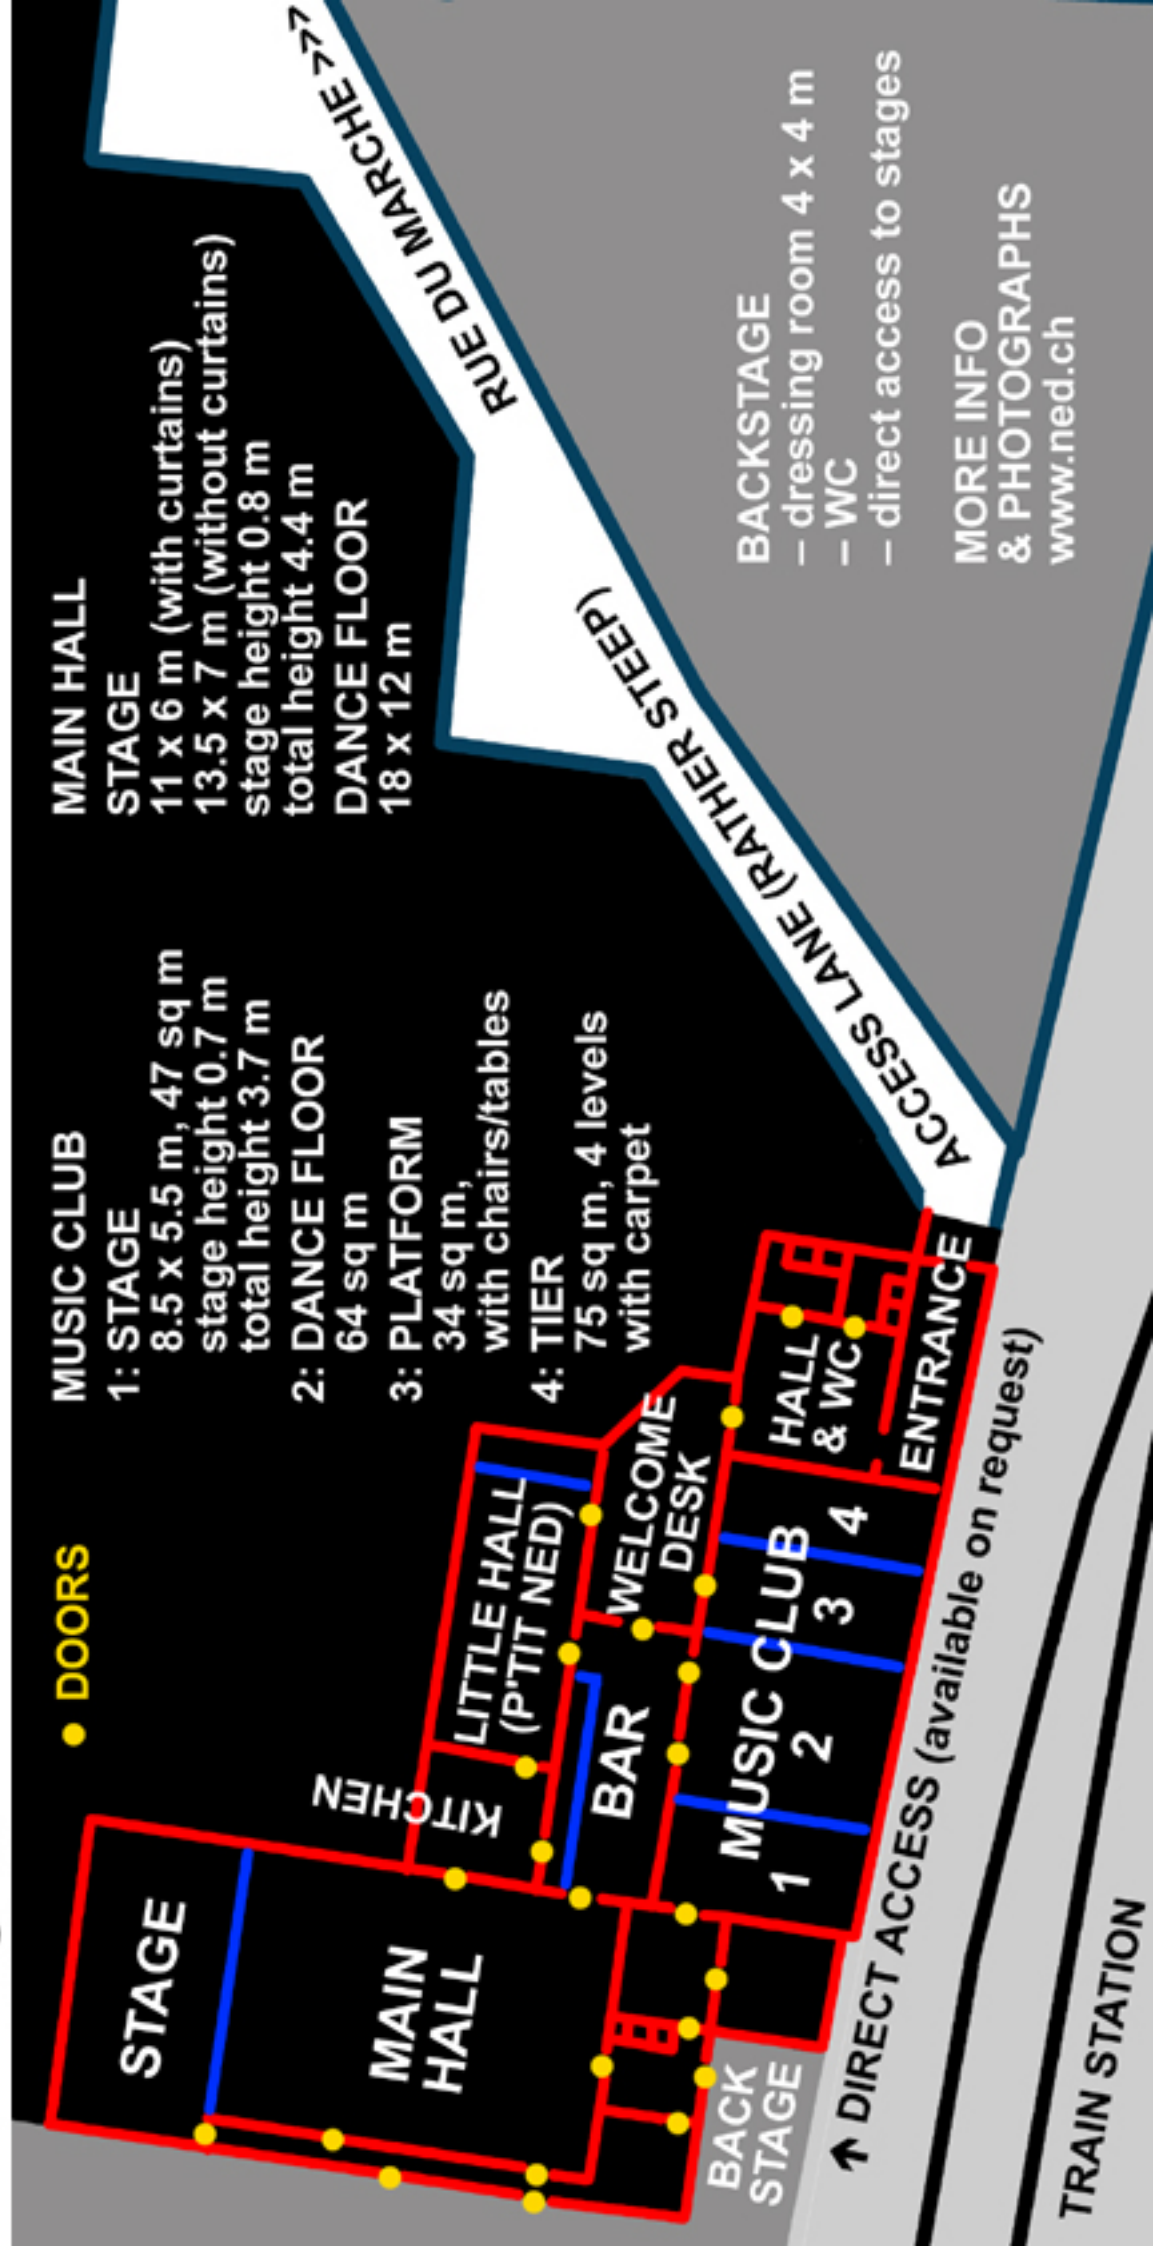 MUSIC CLUB
1: STAGE
8.5 x 5.5 m, 47 sq m
stage height 0.7 m
total height 3.7 m
2: DANCE FLOOR
64 sq m
3: PLATFORM
34 sq m,
with chairs/tables
4: TIER
75 sq m, 4 levels
with carpet
MAIN HALL
STAGE
11 x 6 m (with curtains)
13.5 x 7 m (without curtains)
stage height 0.8 m
total height 4.4 m
DANCE FLOOR
18 x 12 m
DOORS
STAGE
MAIN
HALL
KITCHEN
LITTLE HALL
(P'TIT NED)
BAR
WELCOME
DESK
MUSIC CLUB
1 2 3 4
HALL
& WC
ENTRANCE
BACK
STAGE
ACCESS LANE (RATHER STEEP)
RUE DU MARCHE >>>
BACKSTAGE
– dressing room 4 x 4 m
– WC
– direct access to stages
MORE INFO
& PHOTOGRAPHS
www.ned.ch
↑ DIRECT ACCESS (available on request)
TRAIN STATION